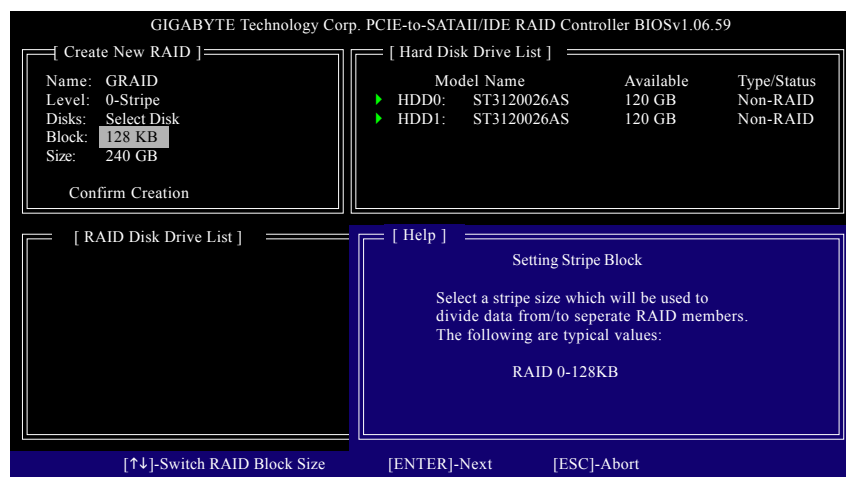 GIGABYTE Technology Corp. PCIE-to-SATAII/IDE RAID Controller BIOSv1.06.59
[ Create New RAID ]
Name: GRAID
Level: 0-Stripe
Disks: Select Disk
Block: 128 KB
Size: 240 GB
Confirm Creation
[ Hard Disk Drive List ]
Model Name Available Type/Status
HDD0: ST3120026AS 120 GB Non-RAID
HDD1: ST3120026AS 120 GB Non-RAID
[ RAID Disk Drive List ]
[ Help ]
Setting Stripe Block
Select a stripe size which will be used to
divide data from/to seperate RAID members.
The following are typical values:
RAID 0-128KB
[↑↓]-Switch RAID Block Size [ENTER]-Next [ESC]-Abort